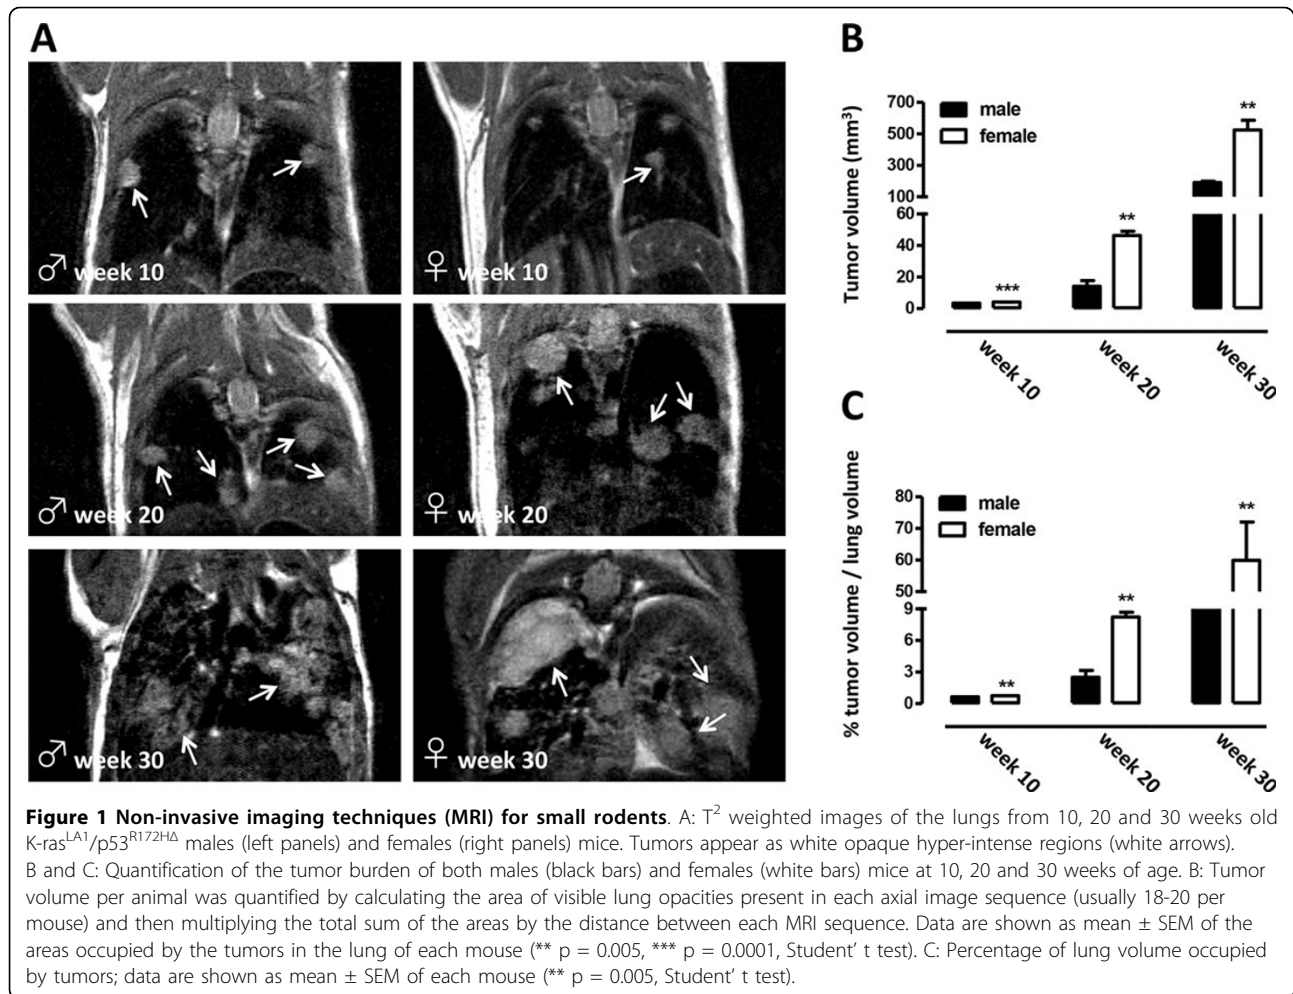 A
♂ week 10
♀ week 10
♂ week 20
♀ week 20
♂ week 30
♀ week 30
B
Tumor volume (mm³)
700
500
300
100
60
40
20
0
male
female
***
**
**
week 10
week 20
week 30
C
% tumor volume / lung volume
80
70
60
50
9
6
3
0
male
female
**
**
**
week 10
week 20
week 30
Figure 1 Non-invasive imaging techniques (MRI) for small rodents. A: T² weighted images of the lungs from 10, 20 and 30 weeks old
K-rasᴸᴬ¹/p53ᴿ¹⁷²ᴴΔ males (left panels) and females (right panels) mice. Tumors appear as white opaque hyper-intense regions (white arrows).
B and C: Quantification of the tumor burden of both males (black bars) and females (white bars) mice at 10, 20 and 30 weeks of age. B: Tumor
volume per animal was quantified by calculating the area of visible lung opacities present in each axial image sequence (usually 18-20 per
mouse) and then multiplying the total sum of the areas by the distance between each MRI sequence. Data are shown as mean ± SEM of the
areas occupied by the tumors in the lung of each mouse (** p = 0.005, *** p = 0.0001, Student' t test). C: Percentage of lung volume occupied
by tumors; data are shown as mean ± SEM of each mouse (** p = 0.005, Student' t test).